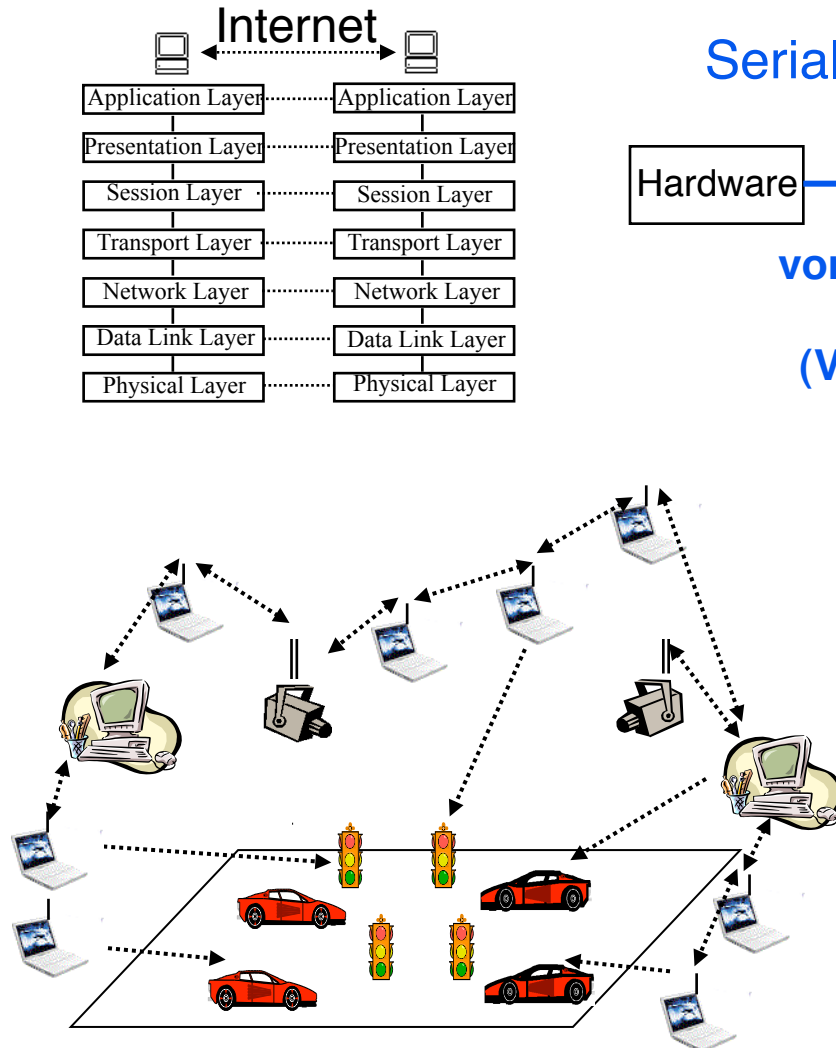 Internet
Application Layer Application Layer
Presentation Layer Presentation Layer
Session Layer Session Layer
Transport Layer Transport Layer
Network Layer Network Layer
Data Link Layer Data Link Layer
Physical Layer Physical Layer
Serial
Hardware
(V